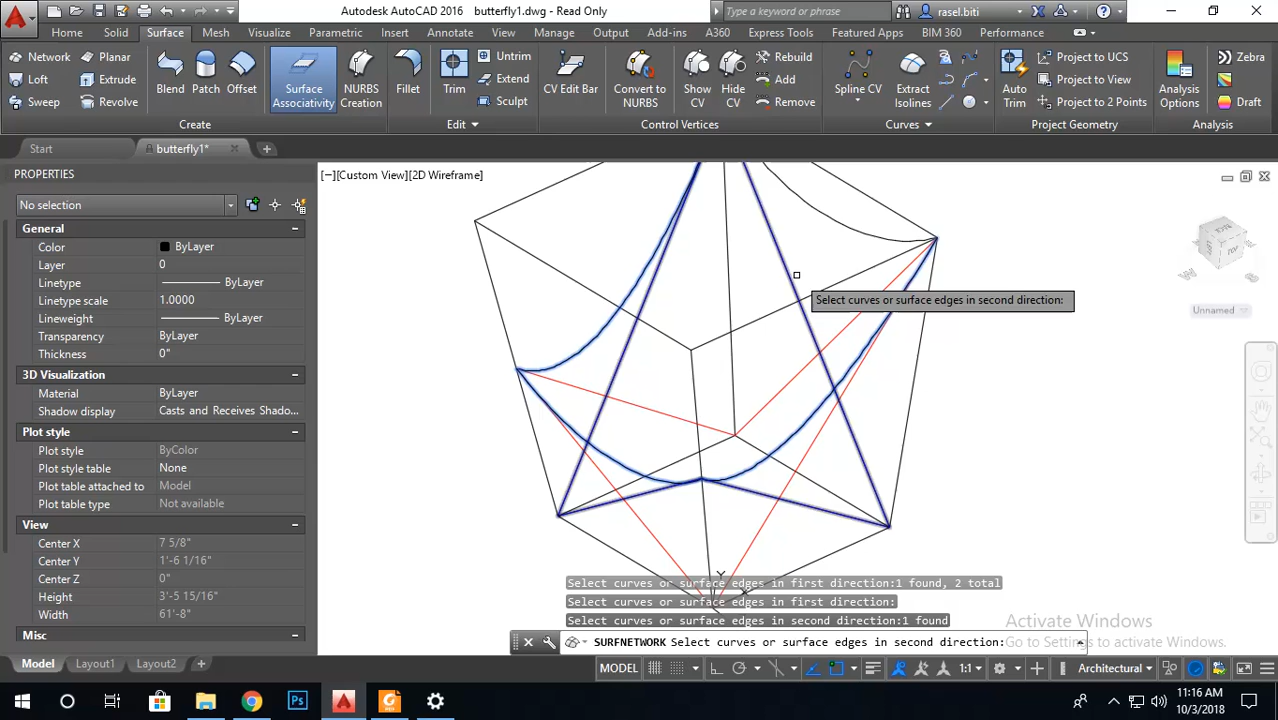 Autodesk AutoCAD 2016 butterfly1.dwg - Read Only
Type a keyword or phrase
rasel.biti
Home Solid Surface Mesh Visualize Parametric Insert Annotate View Manage Output Add-ins A360 Express Tools Featured Apps BIM 360 Performance
Network Planar
Loft Extrude
Sweep Revolve
Blend Patch Offset
Surface Associativity
NURBS Creation
Fillet
Trim
Untrim
Extend
Sculpt
CV Edit Bar
Convert to NURBS
Show CV
Hide CV
Rebuild
Add
Remove
Spline CV
Extract Isolines
Auto Trim
Project to UCS
Project to View
Project to 2 Points
Analysis Options
Zebra
Draft
Create Edit Control Vertices Curves Project Geometry Analysis
Start butterfly1*
PROPERTIES
No selection
General
Color ByLayer
Layer 0
Linetype ByLayer
Linetype scale 1.0000
Lineweight ByLayer
Transparency ByLayer
Thickness 0"
3D Visualization
Material ByLayer
Shadow display Casts and Receives Shado...
Plot style
Plot style ByColor
Plot style table None
Plot table attached to Model
Plot table type Not available
View
Center X 7 5/8"
Center Y 1'-6 1/16"
Center Z 0"
Height 3'-5 15/16"
Width 61'-8"
Misc
[−][Custom View][2D Wireframe]
Unnamed
Select curves or surface edges in second direction:
Y
Select curves or surface edges in first direction:1 found, 2 total
Select curves or surface edges in first direction:
Select curves or surface edges in second direction:1 found
SURFNETWORK Select curves or surface edges in second direction:
Activate Windows
Go to Settings to activate Windows.
Model Layout1 Layout2
MODEL 1:1 Architectural
Ps
11:16 AM
10/3/2018